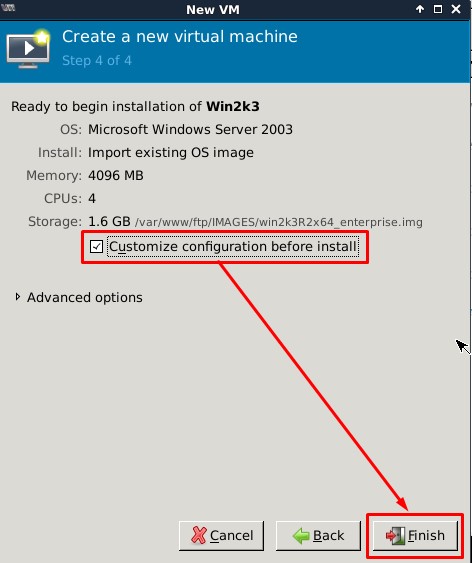 New VM
Create a new virtual machine
Step 4 of 4
Ready to begin installation of Win2k3
OS: Microsoft Windows Server 2003
Install: Import existing OS image
Memory: 4096 MB
CPUs: 4
Storage: 1.6 GB /var/www/ftp/IMAGES/win2k3R2x64_enterprise.img
Customize configuration before install
Advanced options
Cancel Back Finish